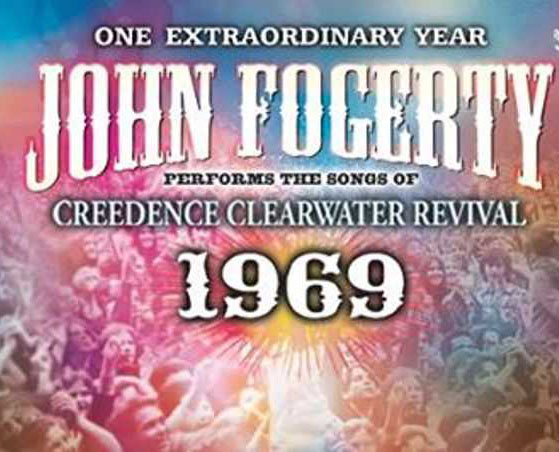 ONE EXTRAORDINARY YEAR
JOHN FOGERTY
PERFORMS THE SONGS OF
CREEDENCE CLEARWATER REVIVAL
1969